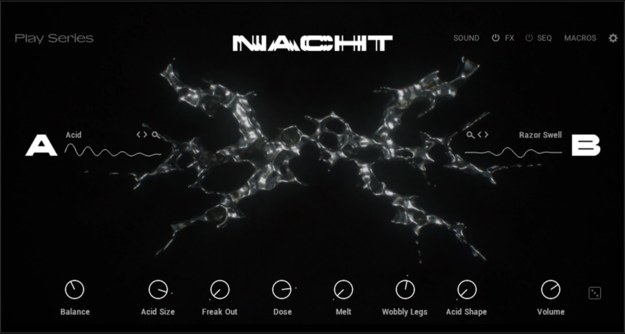 Play Series
NACHT
SOUND FX SEQ MACROS
A
Acid
Razor Swell
B
Balance Acid Size Freak Out Dose Melt Wobbly Legs Acid Shape Volume